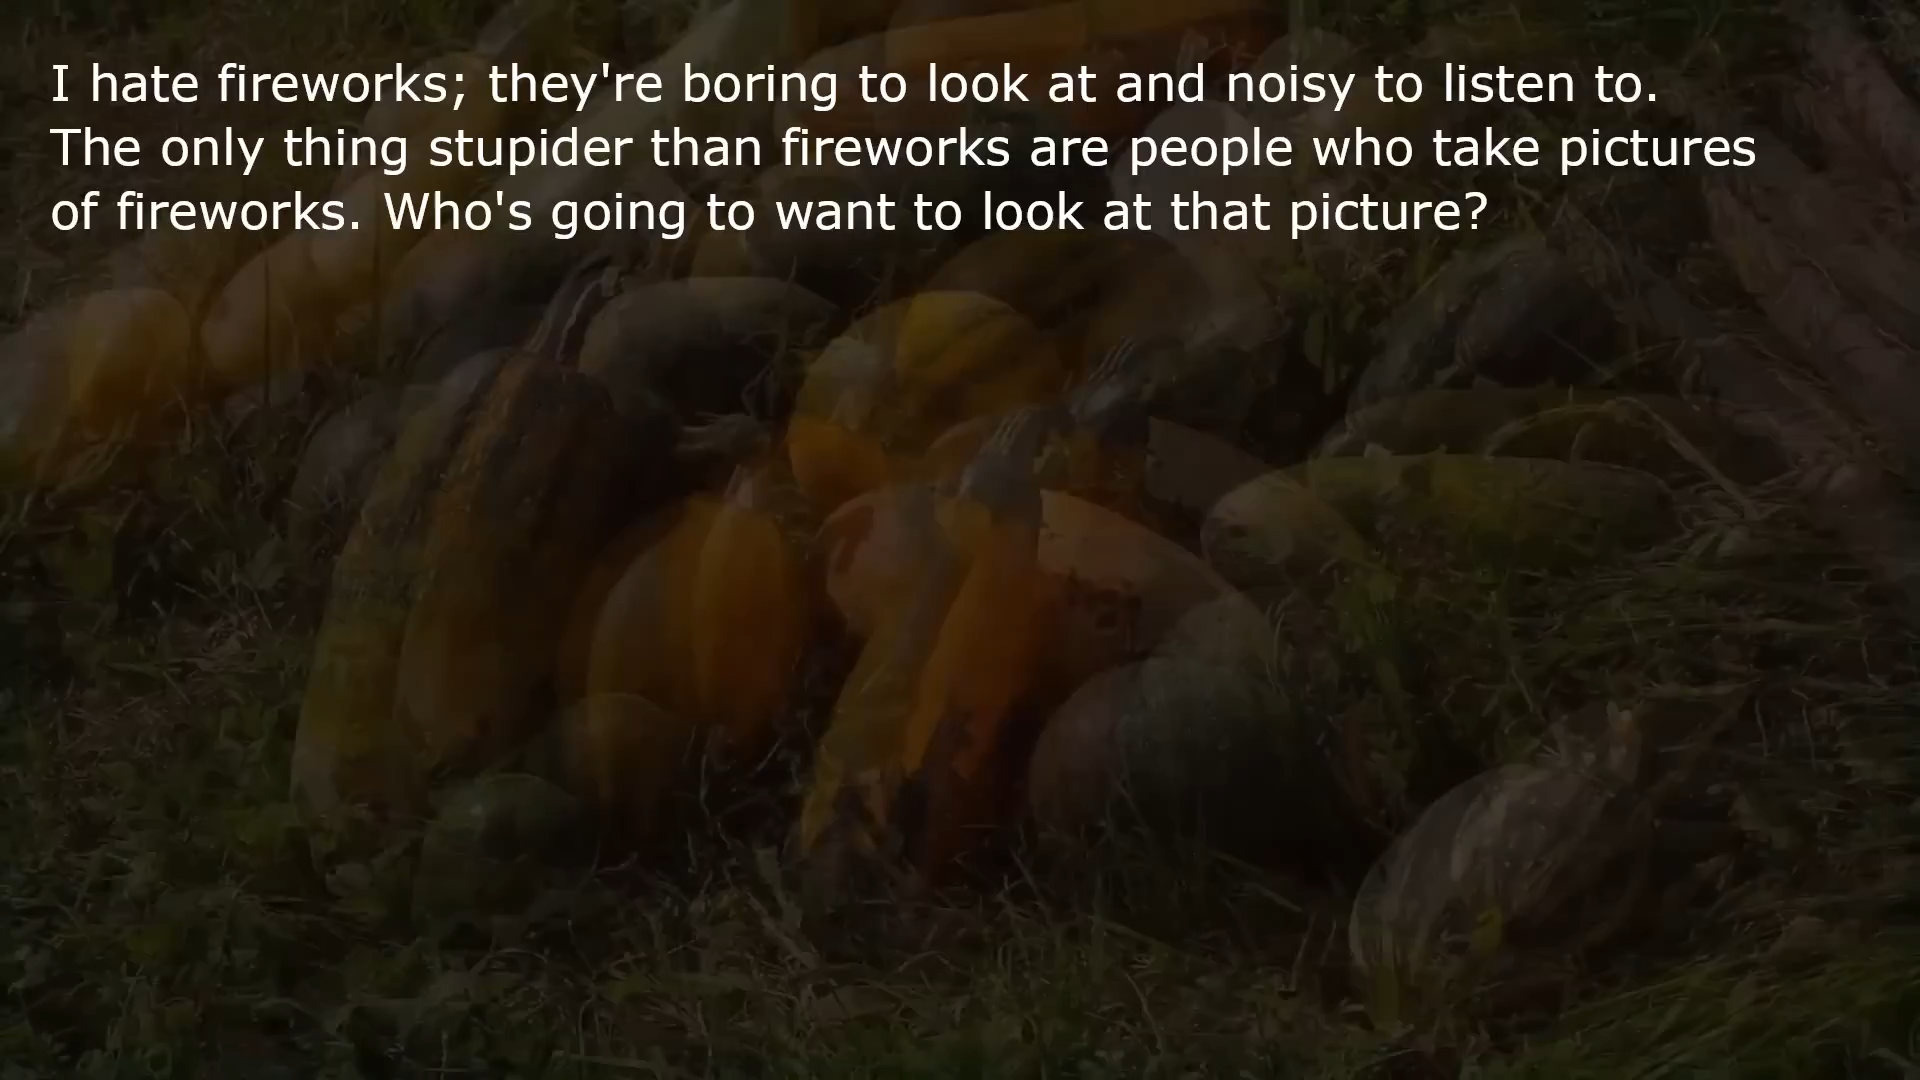 I hate fireworks; they're boring to look at and noisy to listen to.
The only thing stupider than fireworks are people who take pictures
of fireworks. Who's going to want to look at that picture?